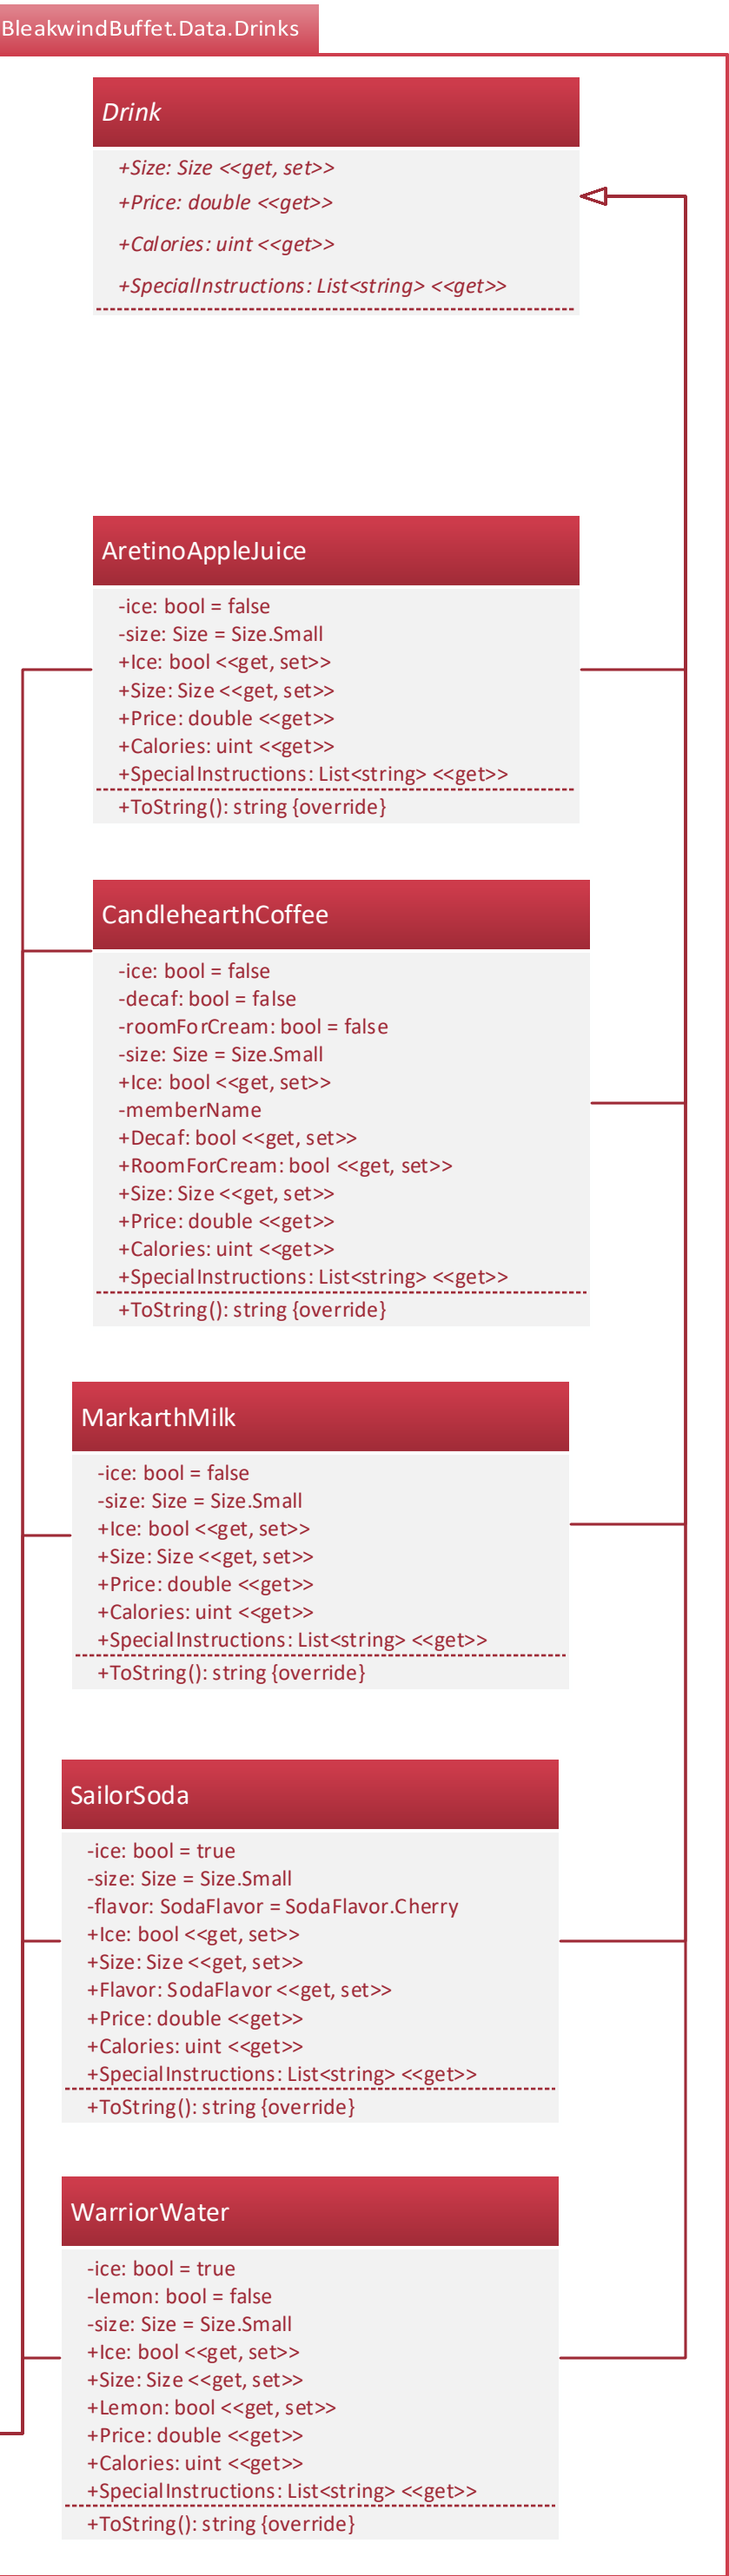 BleakwindBuffet.Data.Drinks
Drink
+Size: Size <<get, set>>
+Price: double <<get>>
+Calories: uint <<get>>
+SpecialInstructions: List<string> <<get>>
AretinoAppleJuice
-ice: bool = false
-size: Size = Size.Small
+Ice: bool <<get, set>>
+Size: Size <<get, set>>
+Price: double <<get>>
+Calories: uint <<get>>
+SpecialInstructions: List<string> <<get>>
+ToString(): string {override}
CandlehearthCoffee
-ice: bool = false
-decaf: bool = false
-roomForCream: bool = false
-size: Size = Size.Small
+Ice: bool <<get, set>>
-memberName
+Decaf: bool <<get, set>>
+RoomForCream: bool <<get, set>>
+Size: Size <<get, set>>
+Price: double <<get>>
+Calories: uint <<get>>
+SpecialInstructions: List<string> <<get>>
+ToString(): string {override}
MarkarthMilk
-ice: bool = false
-size: Size = Size.Small
+Ice: bool <<get, set>>
+Size: Size <<get, set>>
+Price: double <<get>>
+Calories: uint <<get>>
+SpecialInstructions: List<string> <<get>>
+ToString(): string {override}
SailorSoda
-ice: bool = true
-size: Size = Size.Small
-flavor: SodaFlavor = SodaFlavor.Cherry
+Ice: bool <<get, set>>
+Size: Size <<get, set>>
+Flavor: SodaFlavor <<get, set>>
+Price: double <<get>>
+Calories: uint <<get>>
+SpecialInstructions: List<string> <<get>>
+ToString(): string {override}
WarriorWater
-ice: bool = true
-lemon: bool = false
-size: Size = Size.Small
+Ice: bool <<get, set>>
+Size: Size <<get, set>>
+Lemon: bool <<get, set>>
+Price: double <<get>>
+Calories: uint <<get>>
+SpecialInstructions: List<string> <<get>>
+ToString(): string {override}